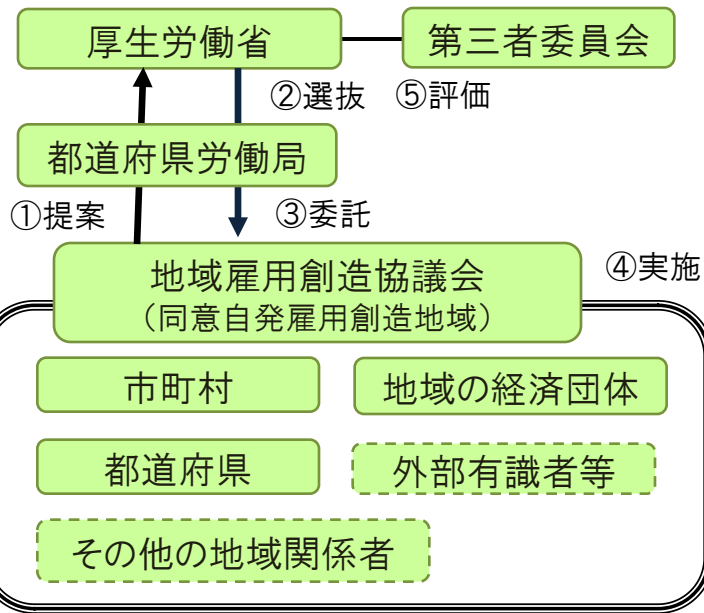 厚生労働省
第三者委員会
②選抜
⑤評価
都道府県労働局
①提案
③委託
地域雇用創造協議会
（同意自発雇用創造地域）
④実施
市町村
地域の経済団体
都道府県
外部有識者等
その他の地域関係者